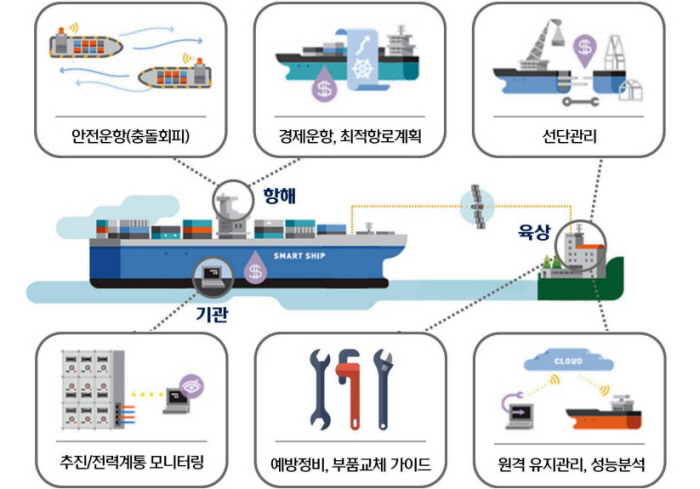 안전운항(충돌회피)
경제운항, 최적항로계획
선단관리
항해
육상
SMART SHIP
기관
CLOUD
추진/전력계통 모니터링
예방정비, 부품교체 가이드
원격 유지관리, 성능분석